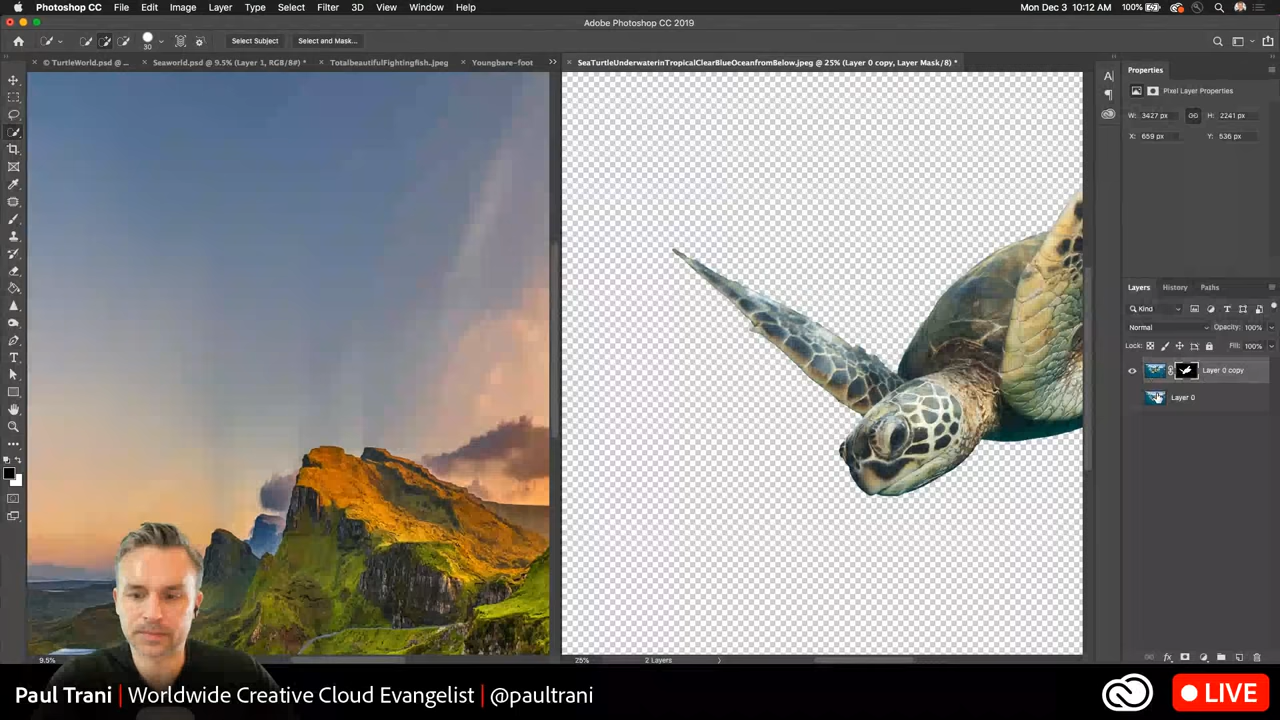 Photoshop CC File Edit Image Layer Type Select Filter 3D View Window Help
100% Mon Dec 3 10:12 AM
Adobe Photoshop CC 2019
30 Select Subject Select and Mask...
© TurtleWorld.psd @ ... Seaworld.psd @ 9.5% (Layer 1, RGB/8#) * TotalbeautifulFightingfish.jpeg Youngbare-foot
SeaTurtleUnderwaterinTropicalClearBlueOceanfromBelow.jpeg @ 25% (Layer 0 copy, Layer Mask/8) *
Properties
Pixel Layer Properties
W: 3427 px H: 2241 px
X: 659 px Y: 536 px
Layers History Paths
Kind
Normal Opacity: 100%
Lock: Fill: 100%
Layer 0 copy
Layer 0
9.5%
25% 2 Layers
Paul Trani | Worldwide Creative Cloud Evangelist | @paultrani
LIVE